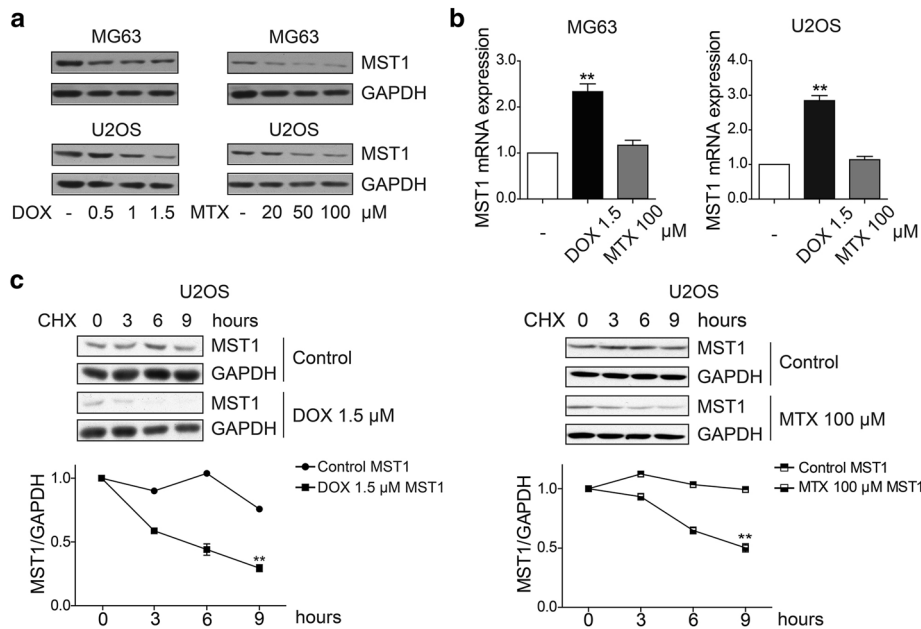 a
MG63
MST1
GAPDH
U2OS
MST1
GAPDH
DOX - 0.5 1 1.5
MG63
MST1
GAPDH
U2OS
MST1
GAPDH
MTX - 20 50 100 µM
b
MG63
MST1 mRNA expression
3.0
2.0
1.0
0.0
**
- DOX 1.5 MTX 100 µM
U2OS
MST1 mRNA expression
4.0
3.0
2.0
1.0
0.0
**
- DOX 1.5 MTX 100 µM
c
U2OS
CHX 0 3 6 9 hours
MST1
GAPDH
Control
MST1
GAPDH
DOX 1.5 µM
MST1/GAPDH
1.0
0.5
0.0
Control MST1
DOX 1.5 µM MST1
**
0 3 6 9 hours
U2OS
CHX 0 3 6 9 hours
MST1
GAPDH
Control
MST1
GAPDH
MTX 100 µM
MST1/GAPDH
1.0
0.5
0.0
Control MST1
MTX 100 µM MST1
**
0 3 6 9 hours